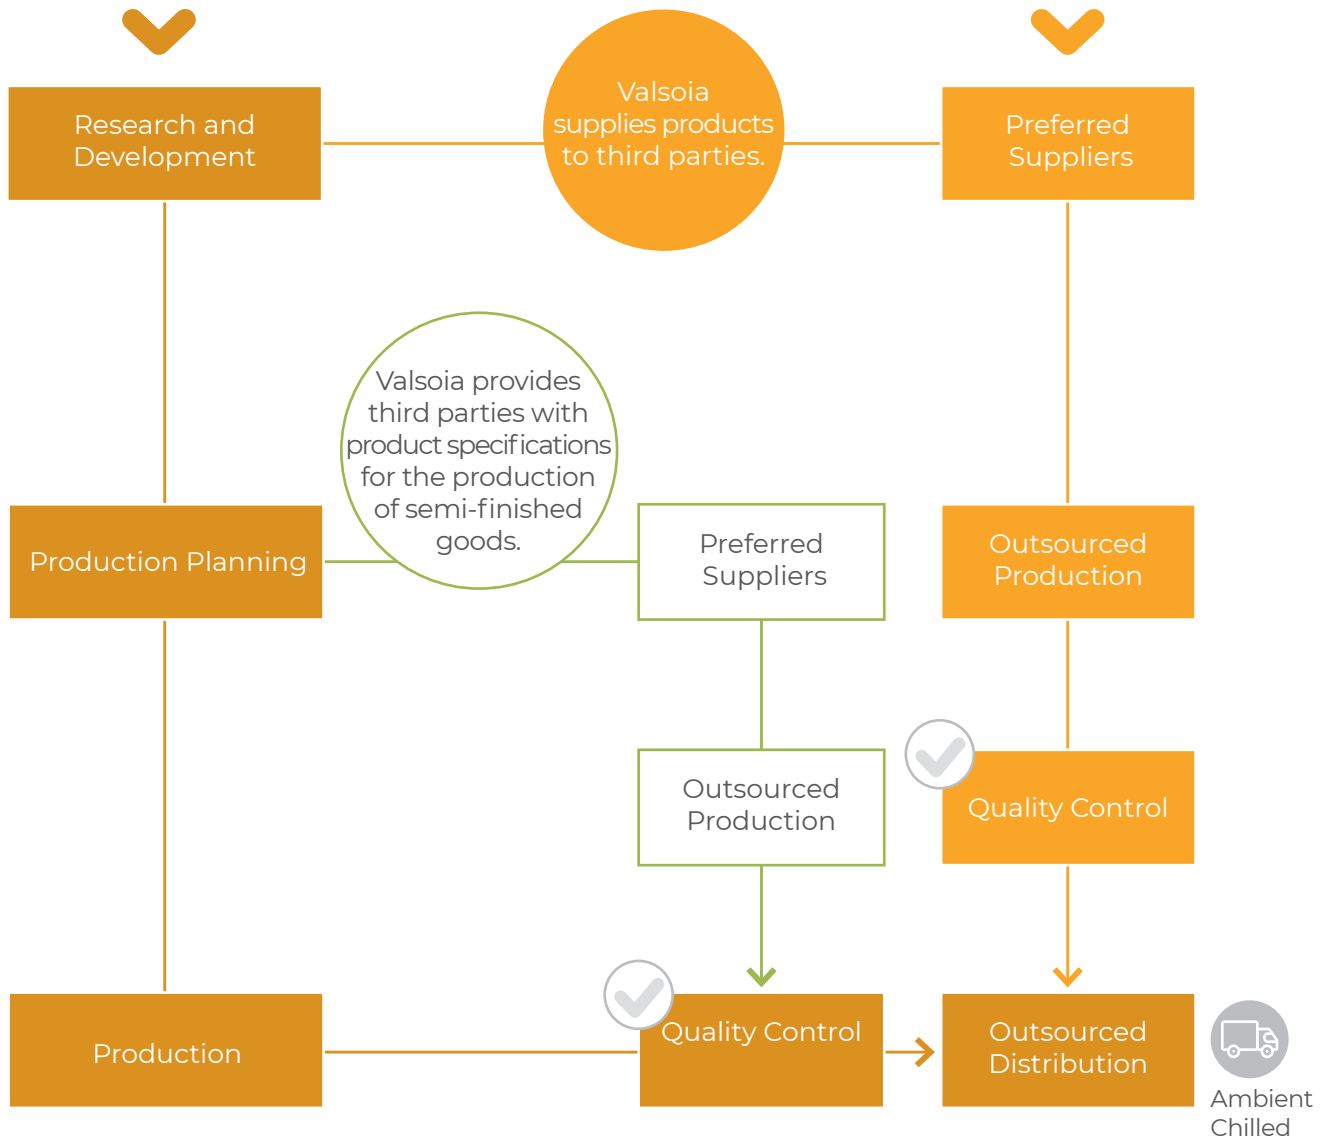 Research and
Development
Valsoia
supplies products
to third parties.
Preferred
Suppliers
Valsoia provides
third parties with
product specifications
for the production
of semi-finished
goods.
Production Planning
Preferred
Suppliers
Outsourced
Production
Outsourced
Production
Quality Control
Production
Quality Control
Outsourced
Distribution
Ambient
Chilled